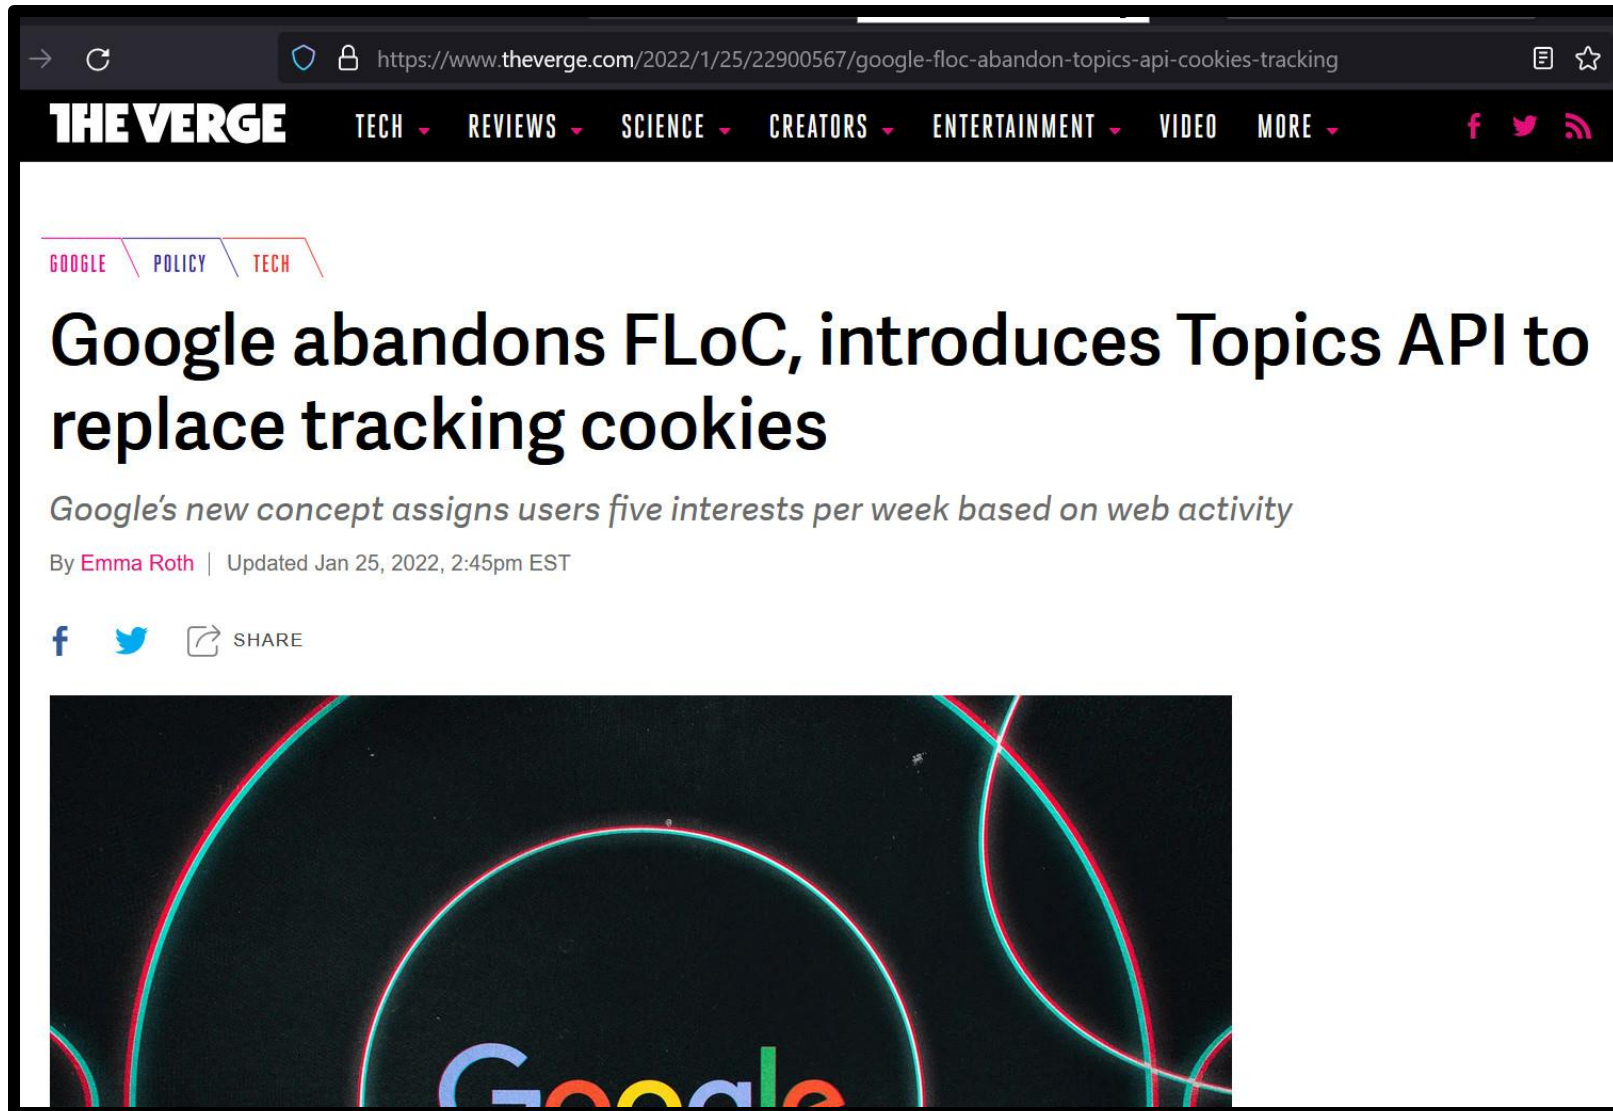 https://www.theverge.com/2022/1/25/22900567/google-floc-abandon-topics-api-cookies-tracking
THE VERGE TECH REVIEWS SCIENCE CREATORS ENTERTAINMENT VIDEO MORE
GOOGLE POLICY TECH
Google abandons FLoC, introduces Topics API to
replace tracking cookies
Google's new concept assigns users five interests per week based on web activity
By Emma Roth | Updated Jan 25, 2022, 2:45pm EST
SHARE
Google